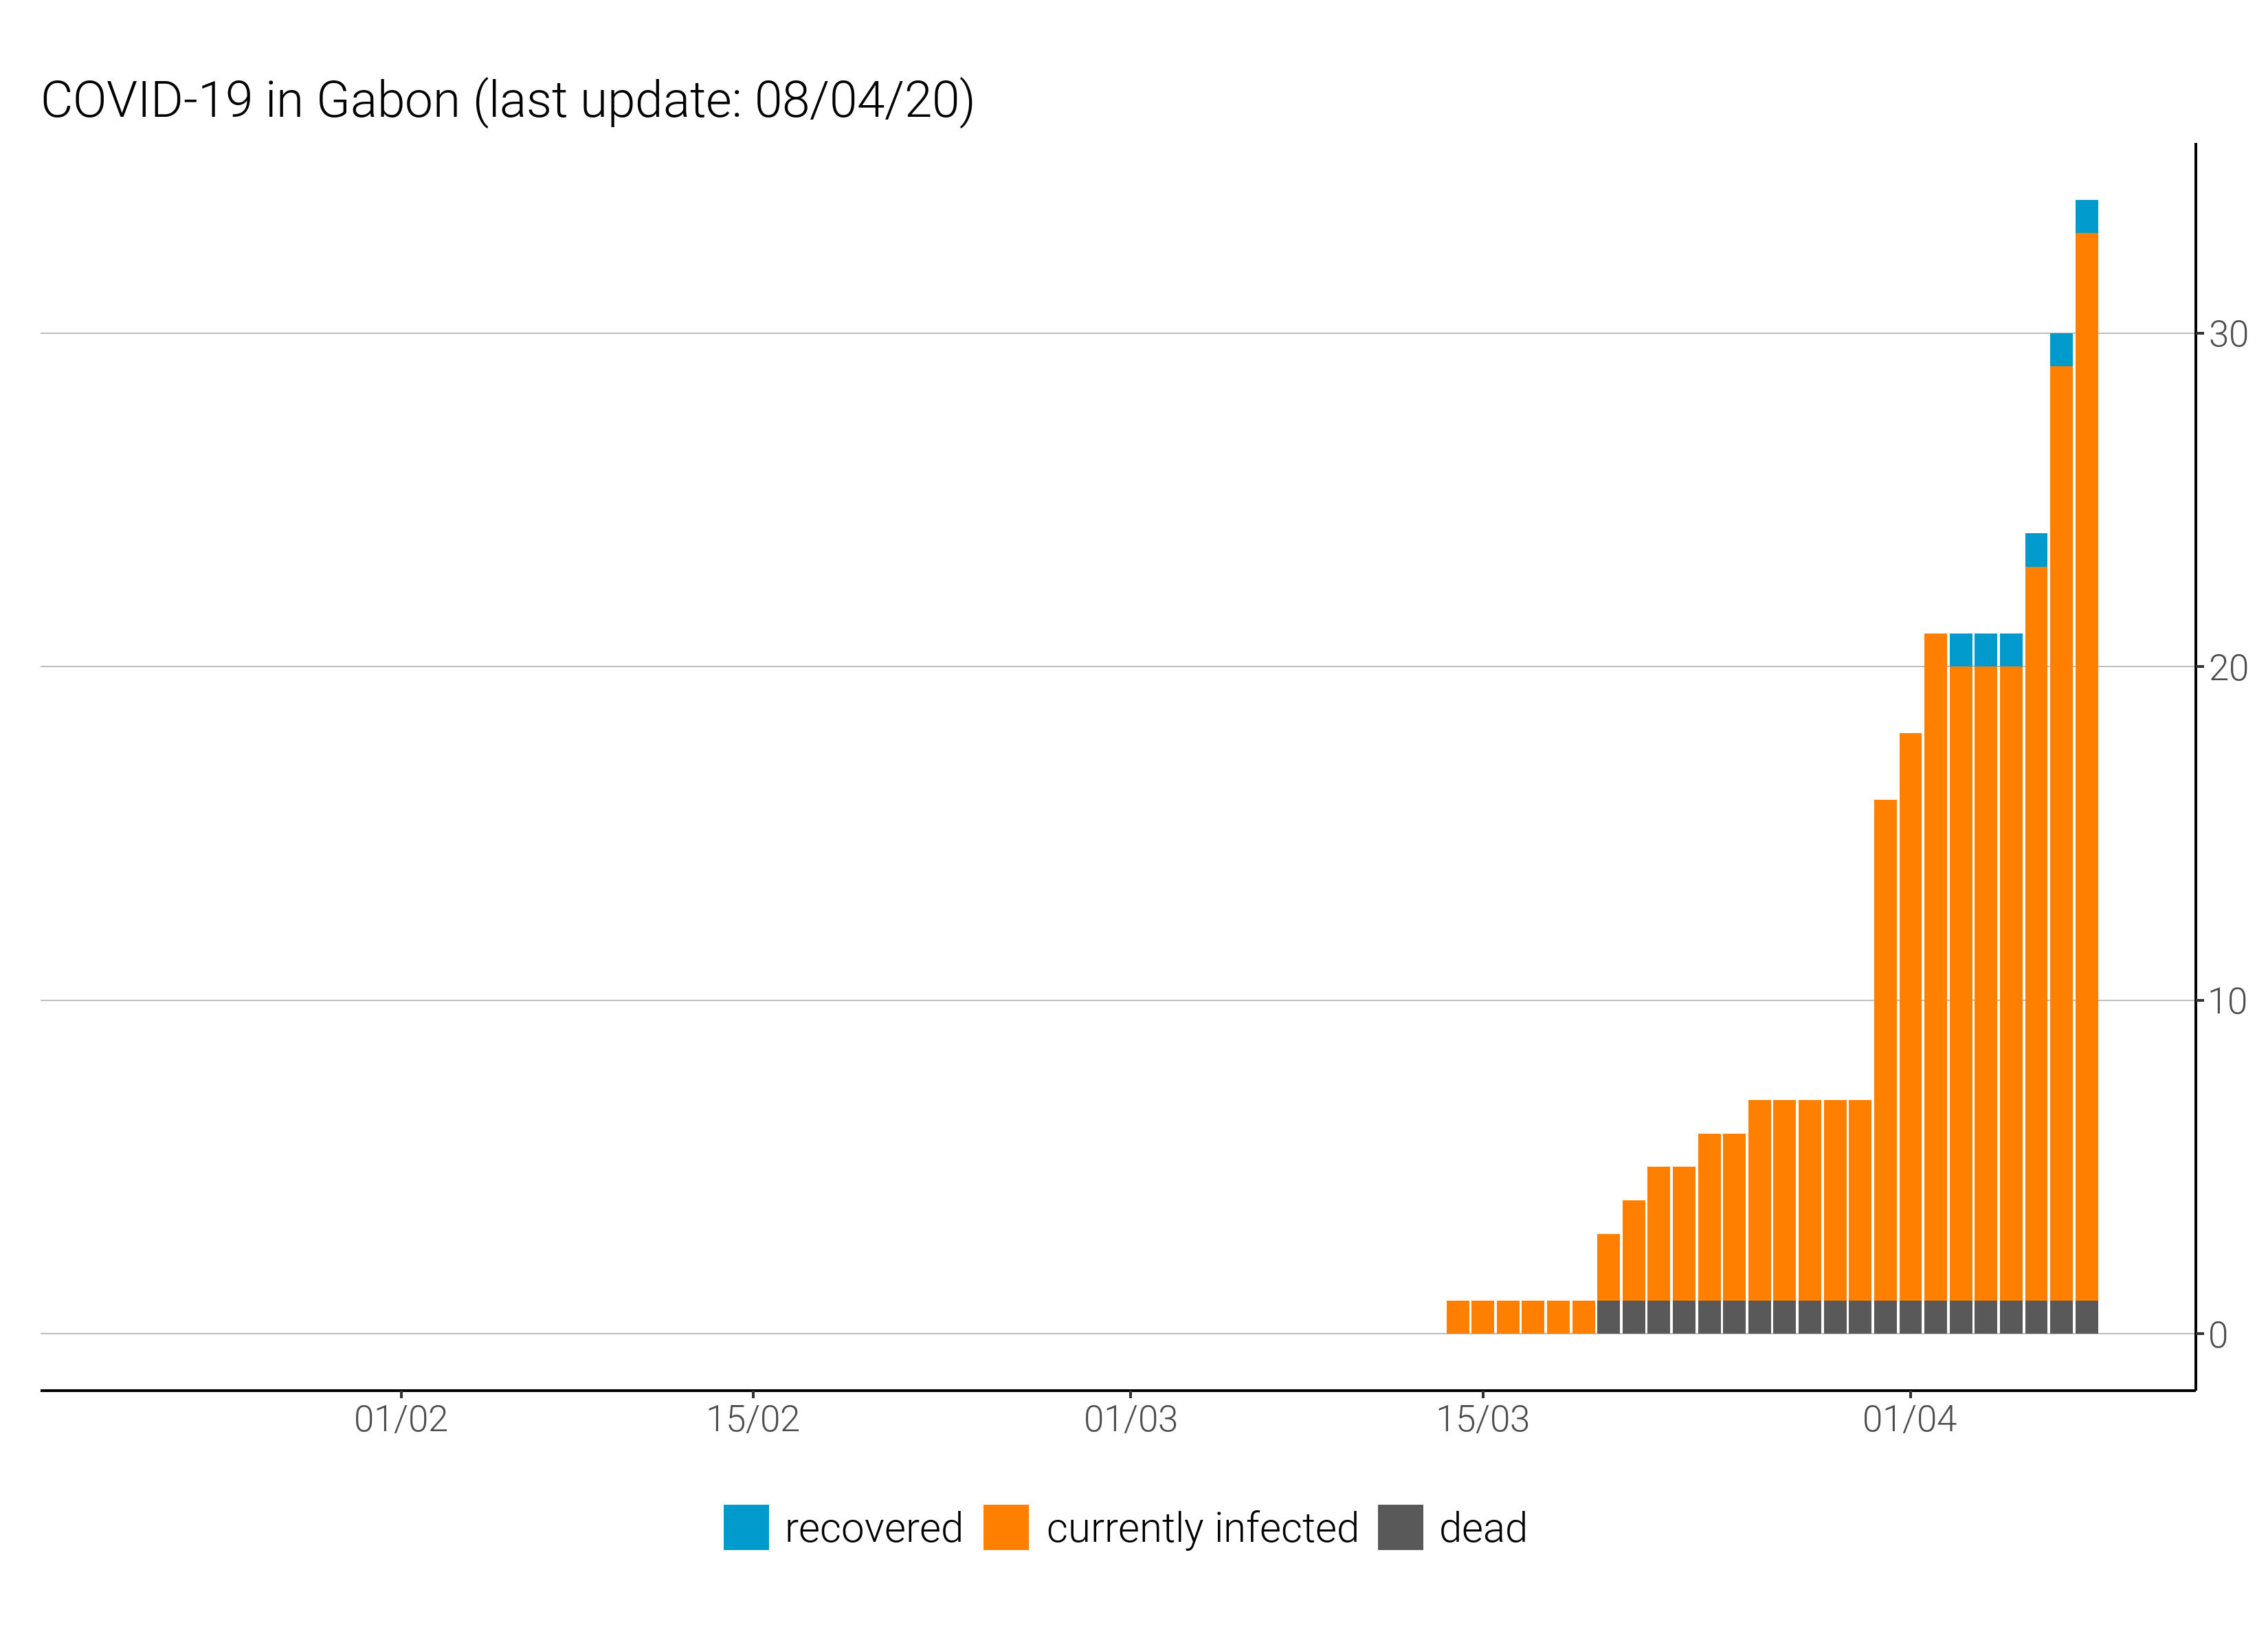 COVID-19 in Gabon (last update: 08/04/20)
30
20
10
0
01/02 15/02 01/03 15/03 01/04
recovered currently infected dead